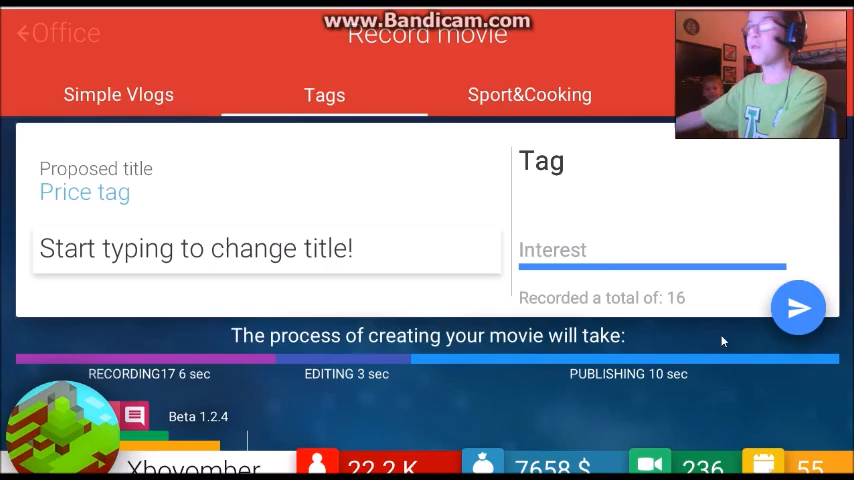 www.Bandicam.com
Office
Record movie
Simple Vlogs
Tags
Sport&Cooking
Proposed title
Price tag
Start typing to change title!
Tag
Interest
Recorded a total of: 16
The process of creating your movie will take:
RECORDING17 6 sec
EDITING 3 sec
PUBLISHING 10 sec
Beta 1.2.4
Xboyomber
22.2 K
7658 $
236
55